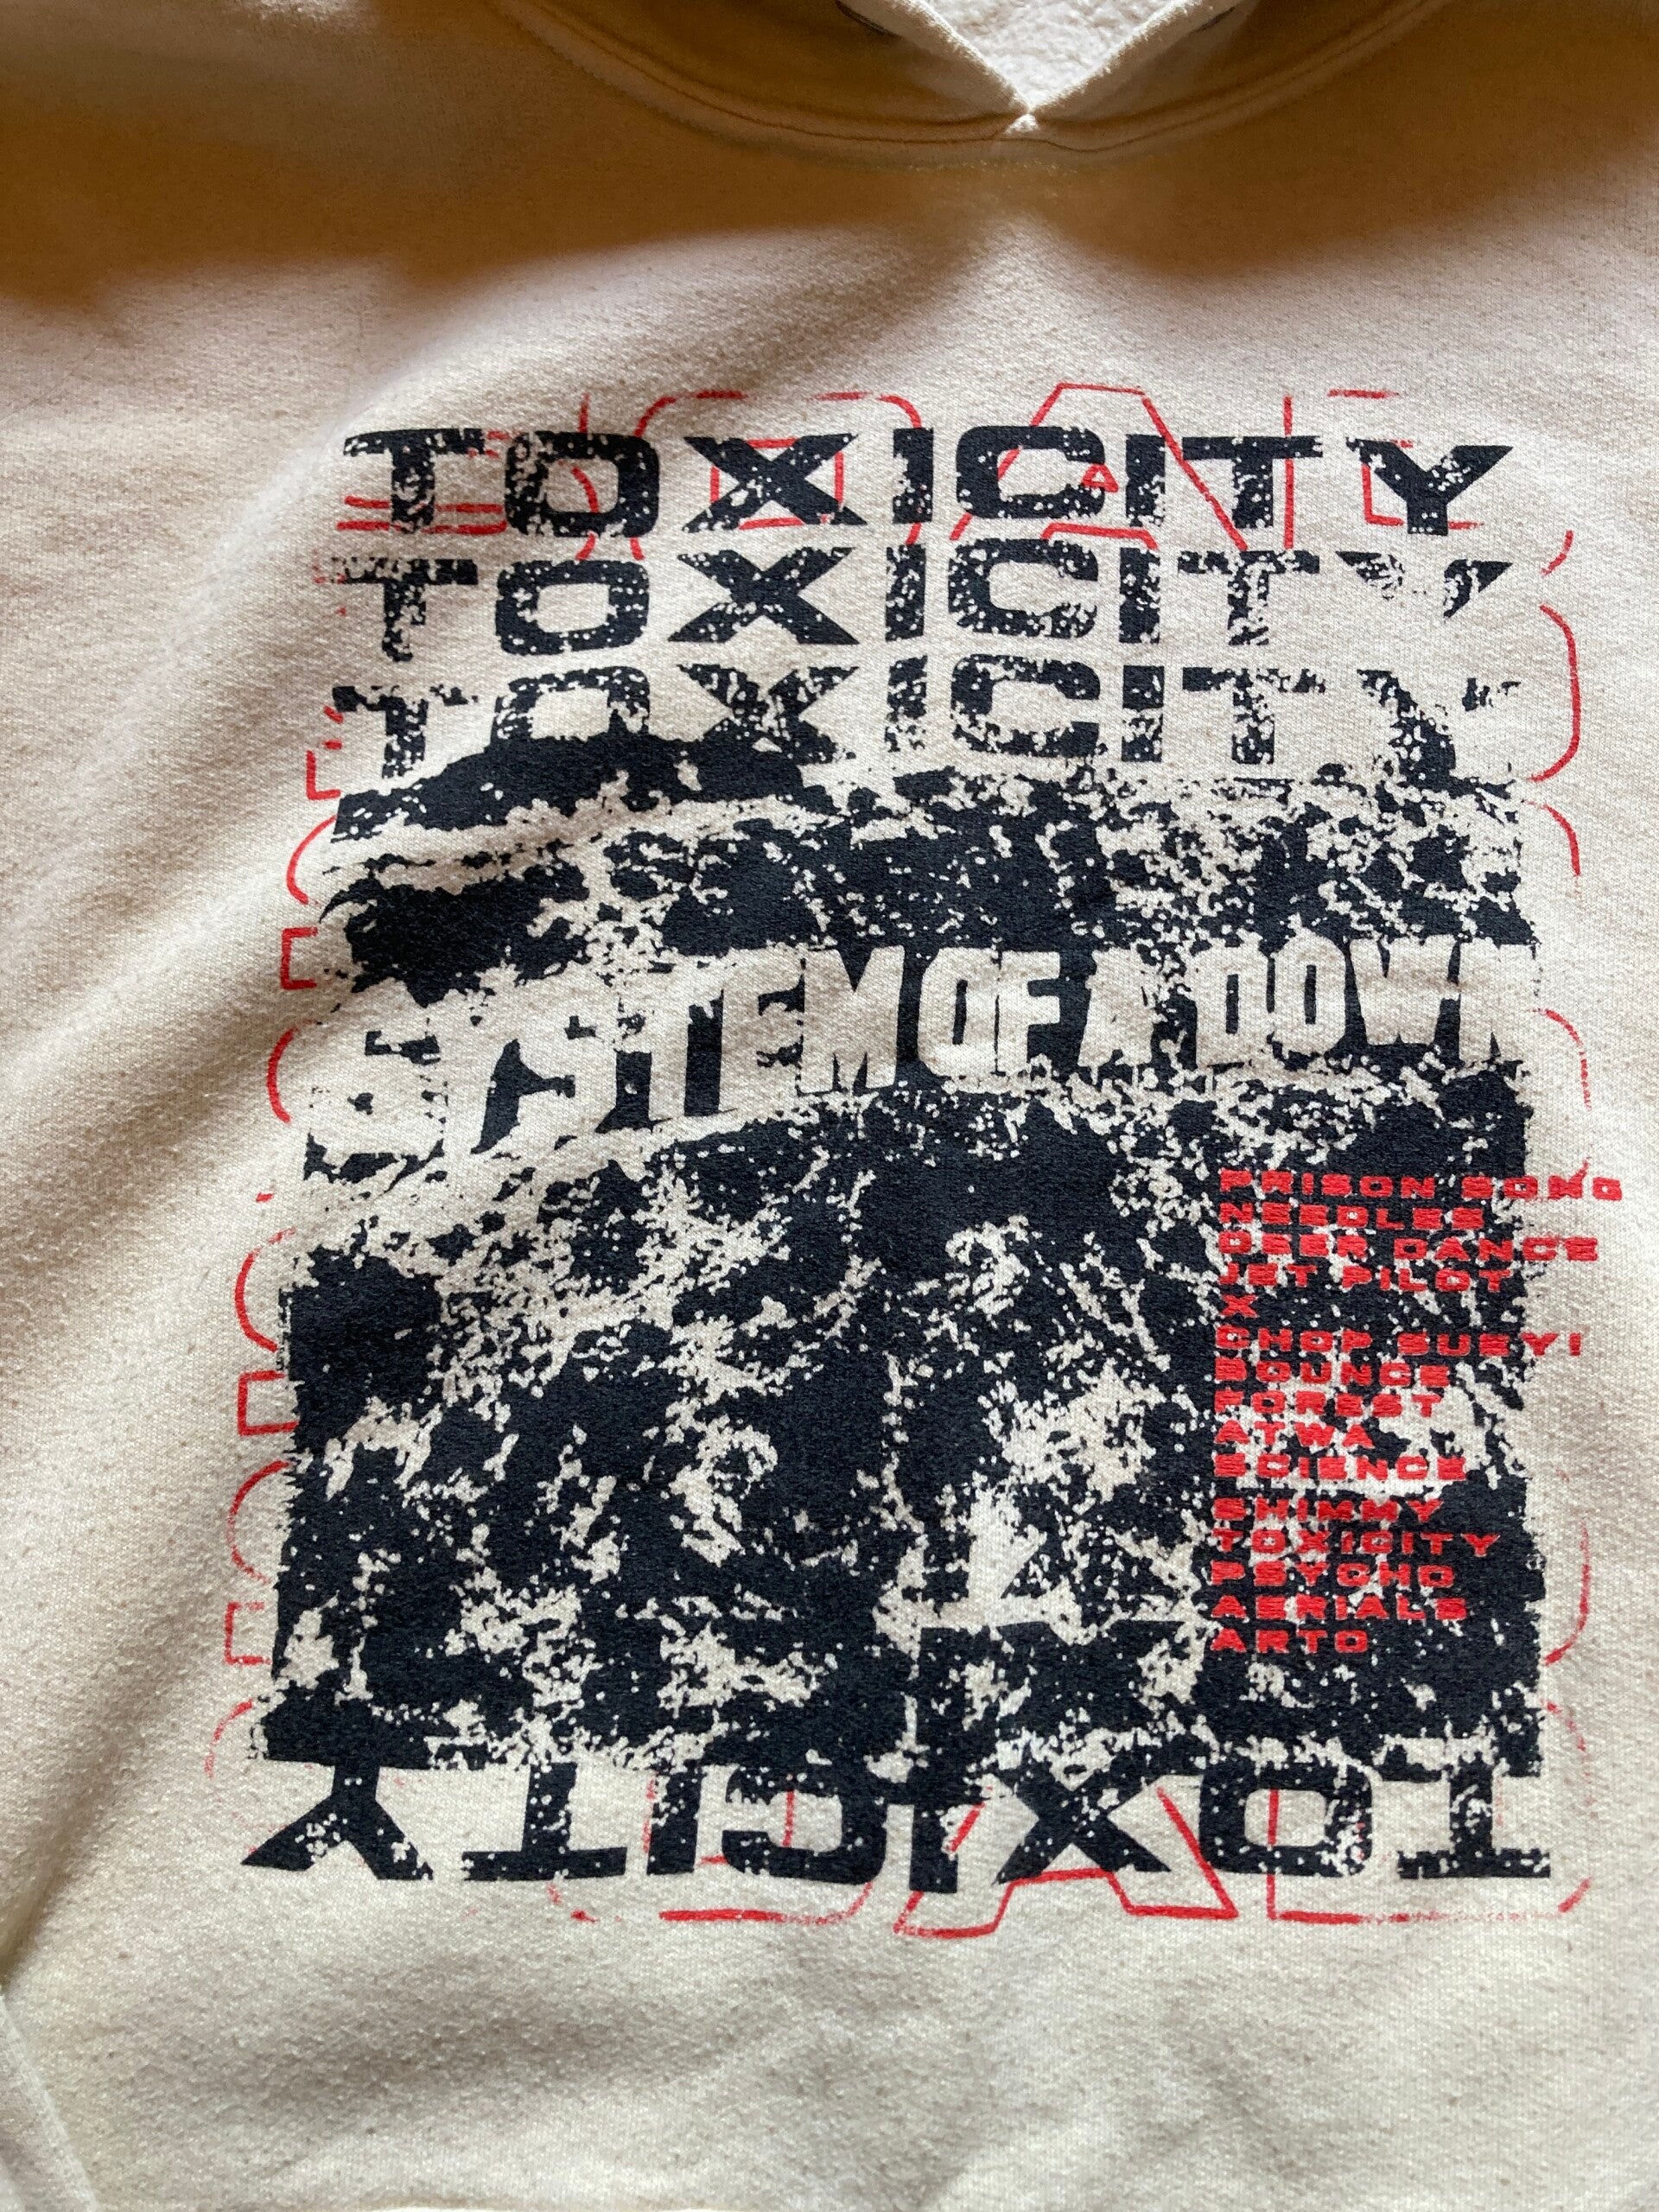 TOXICITY
TOXICITY
TOXICITY
SYSTEM OF A DOWN
PRISON SONG
NEEDLES
DEER DANCE
JET PILOT
X
CHOP SUEY!
BOUNCE
FOREST
ATWA
SCIENCE
SHIMMY
TOXICITY
PSYCHO
AERIALS
ARTO
TOXICITY